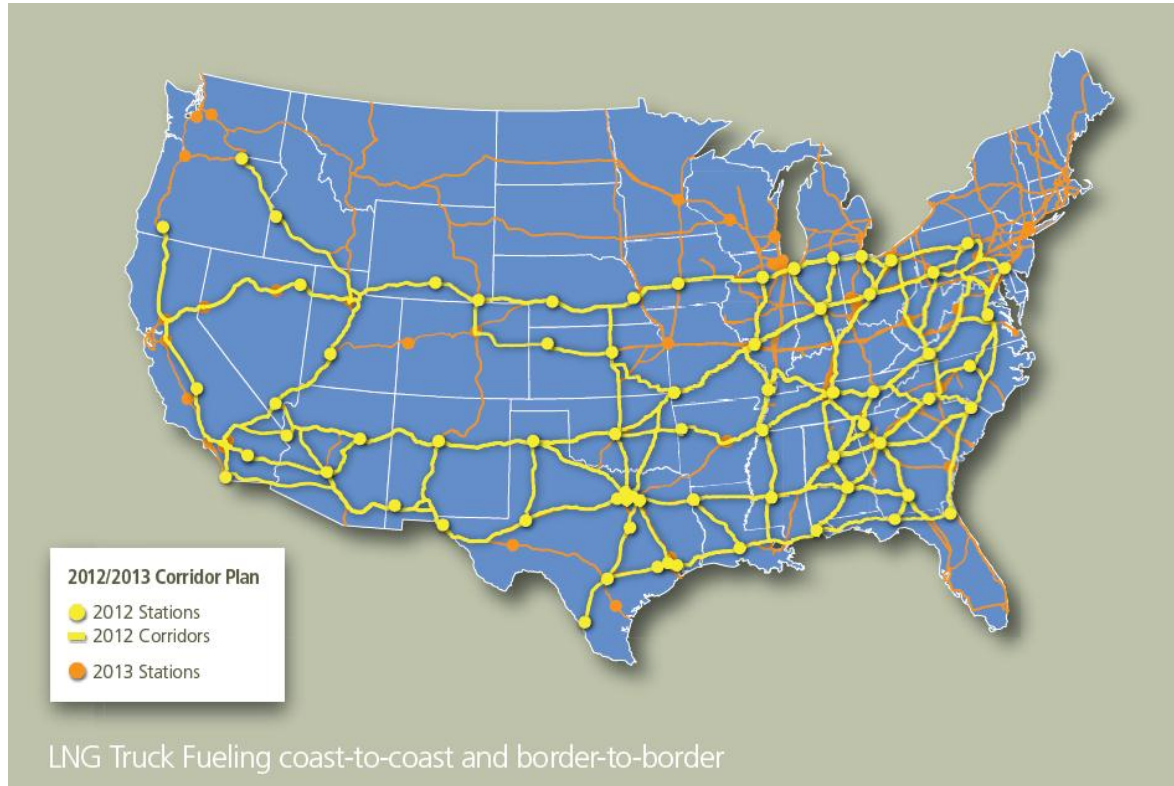 2012/2013 Corridor Plan
2012 Stations
2012 Corridors
2013 Stations
LNG Truck Fueling coast-to-coast and border-to-border